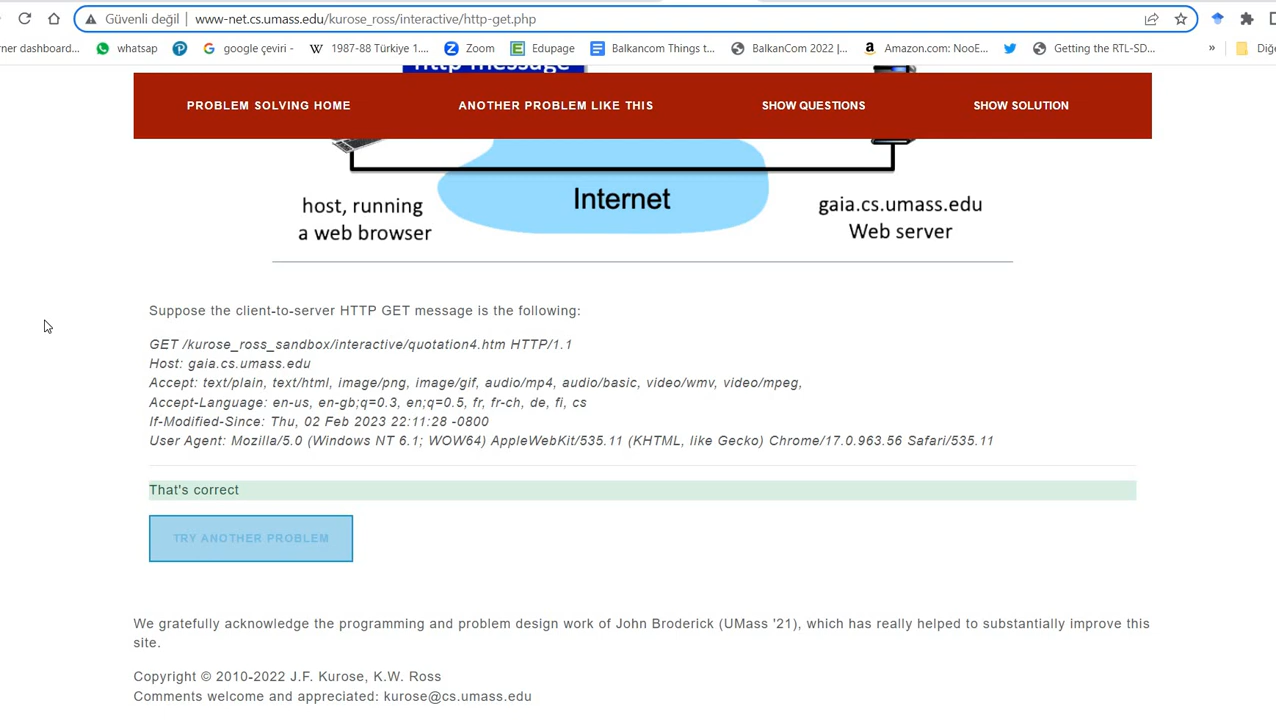 Güvenli değil | www-net.cs.umass.edu/kurose_ross/interactive/http-get.php
rner dashboard... whatsap google çeviri - 1987-88 Türkiye 1.... Zoom Edupage Balkancom Things t... BalkanCom 2022 |... Amazon.com: NooE... Getting the RTL-SD... » Diğe
http message
PROBLEM SOLVING HOME ANOTHER PROBLEM LIKE THIS SHOW QUESTIONS SHOW SOLUTION
Internet
host, running
a web browser
gaia.cs.umass.edu
Web server
Suppose the client-to-server HTTP GET message is the following:
GET /kurose_ross_sandbox/interactive/quotation4.htm HTTP/1.1
Host: gaia.cs.umass.edu
Accept: text/plain, text/html, image/png, image/gif, audio/mp4, audio/basic, video/wmv, video/mpeg,
Accept-Language: en-us, en-gb;q=0.3, en;q=0.5, fr, fr-ch, de, fi, cs
If-Modified-Since: Thu, 02 Feb 2023 22:11:28 -0800
User Agent: Mozilla/5.0 (Windows NT 6.1; WOW64) AppleWebKit/535.11 (KHTML, like Gecko) Chrome/17.0.963.56 Safari/535.11
That's correct
TRY ANOTHER PROBLEM
We gratefully acknowledge the programming and problem design work of John Broderick (UMass '21), which has really helped to substantially improve this
site.
Copyright © 2010-2022 J.F. Kurose, K.W. Ross
Comments welcome and appreciated: kurose@cs.umass.edu